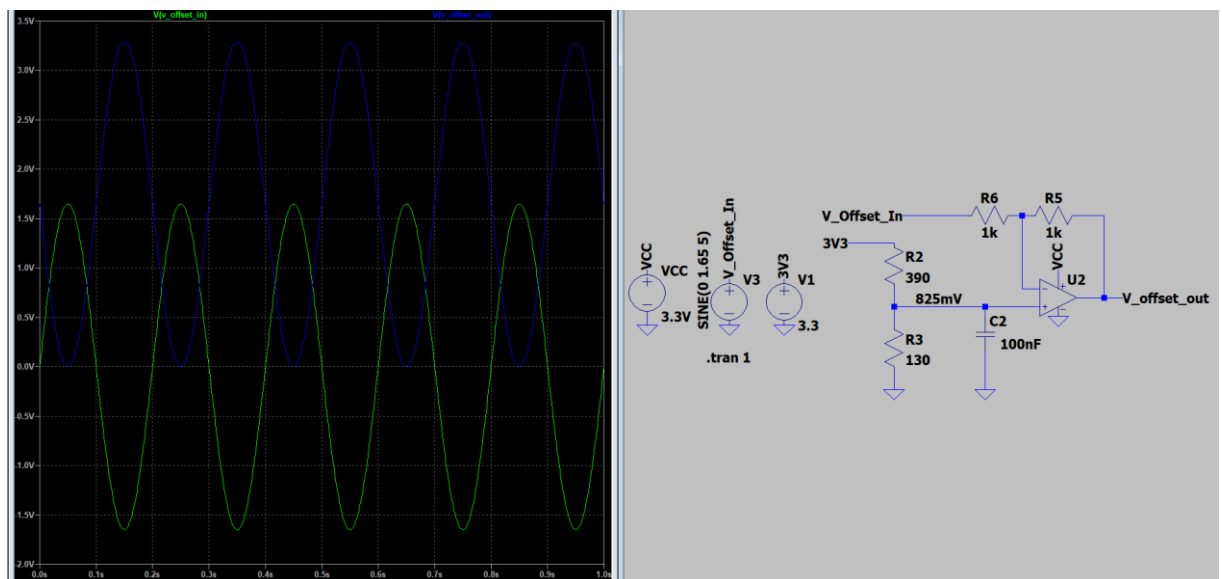 V(v_offset_in) V(v_offset_out)
3.5V
3.0V
2.5V
2.0V
1.5V
1.0V
0.5V
0.0V
-0.5V
-1.0V
-1.5V
-2.0V
0.0s 0.1s 0.2s 0.3s 0.4s 0.5s 0.6s 0.7s 0.8s 0.9s 1.0s
VCC
VCC
3.3V
SINE(0 1.65 5)
V_Offset_In
V3
3V3
V1
3.3
.tran 1
R6
1k
R5
1k
V_Offset_In
3V3
R2
390
VCC
U2
825mV
V_offset_out
C2
100nF
R3
130